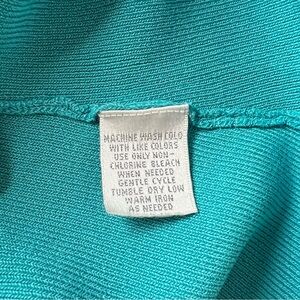 MACHINE WASH COLD
WITH LIKE COLORS
USE ONLY NON-
CHLORINE BLEACH
WHEN NEEDED
GENTLE CYCLE
TUMBLE DRY LOW
WARM IRON
AS NEEDED